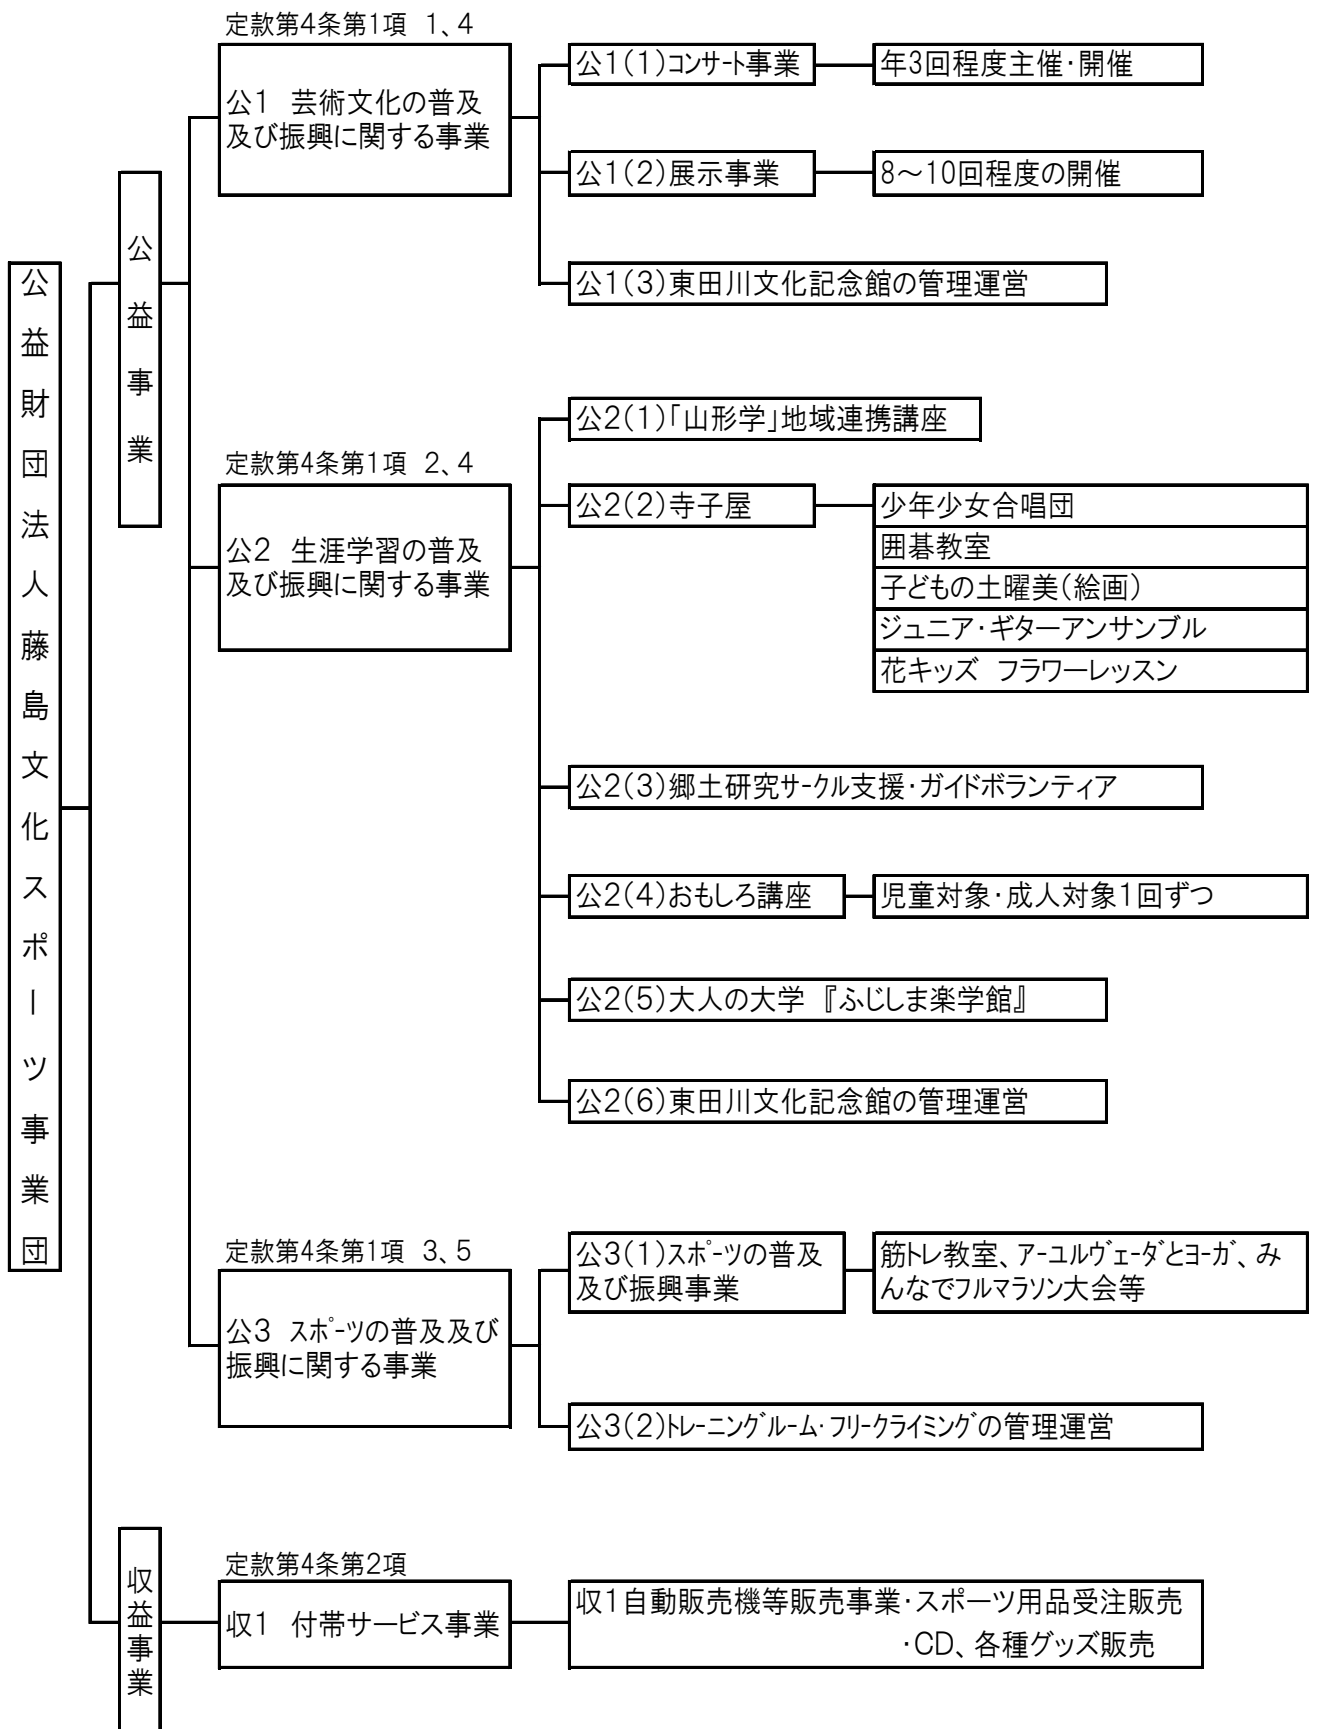 公益財団法人藤島文化スポーツ事業団
公益事業
定款第4条第1項 1、4
公1 芸術文化の普及
及び振興に関する事業
公1(1)コンサート事業
年3回程度主催・開催
公1(2)展示事業
8～10回程度の開催
公1(3)東田川文化記念館の管理運営
定款第4条第1項 2、4
公2 生涯学習の普及
及び振興に関する事業
公2(1)「山形学」地域連携講座
公2(2)寺子屋
少年少女合唱団
囲碁教室
子どもの土曜美(絵画)
ジュニア・ギターアンサンブル
花キッズ フラワーレッスン
公2(3)郷土研究サークル支援・ガイドボランティア
公2(4)おもしろ講座
児童対象・成人対象1回ずつ
公2(5)大人の大学 『ふじしま楽学館』
公2(6)東田川文化記念館の管理運営
定款第4条第1項 3、5
公3 スポーツの普及及び
振興に関する事業
公3(1)スポーツの普及
及び振興事業
筋トレ教室、アーユルヴェーダとヨーガ、み
んなでフルマラソン大会等
公3(2)トレーニングルーム・フリークライミングの管理運営
収益事業
定款第4条第2項
収1 付帯サービス事業
収1自動販売機等販売事業・スポーツ用品受注販売
・CD、各種グッズ販売